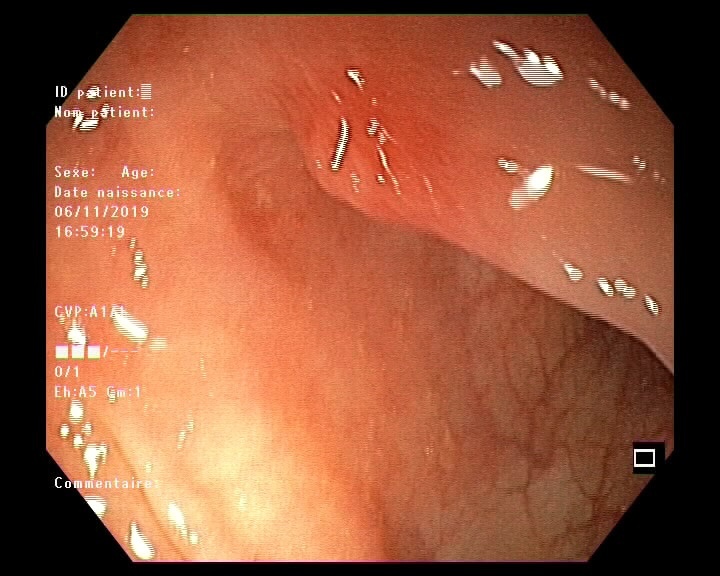 ID patient:
Nom patient:
Sexe: Age:
Date naissance:
06/11/2019
16:59:19
CVP:A1/
/---
0/1
Eh:A5 Cm:1
Commentaire: